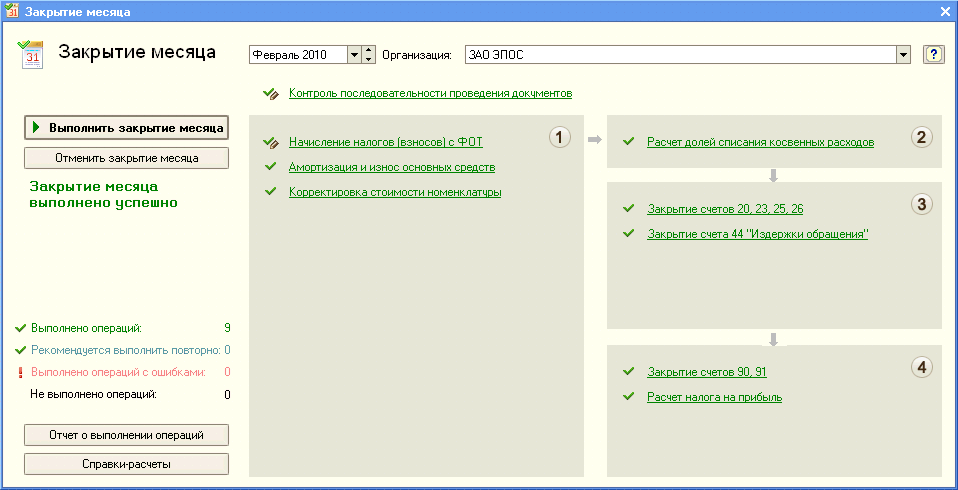 Закрытие месяца
31
Закрытие месяца
Февраль 2010
Организация:
ЗАО ЭПОС
?
Контроль последовательности проведения документов
Выполнить закрытие месяца
Отменить закрытие месяца
Закрытие месяца
выполнено успешно
1
Начисление налогов (взносов) с ФОТ
Амортизация и износ основных средств
Корректировка стоимости номенклатуры
2
Расчет долей списания косвенных расходов
3
Закрытие счетов 20, 23, 25, 26
Закрытие счета 44 "Издержки обращения"
4
Закрытие счетов 90, 91
Расчет налога на прибыль
Выполнено операций: 9
Рекомендуется выполнить повторно: 0
Выполнено операций с ошибками: 0
Не выполнено операций: 0
Отчет о выполнении операций
Справки-расчеты